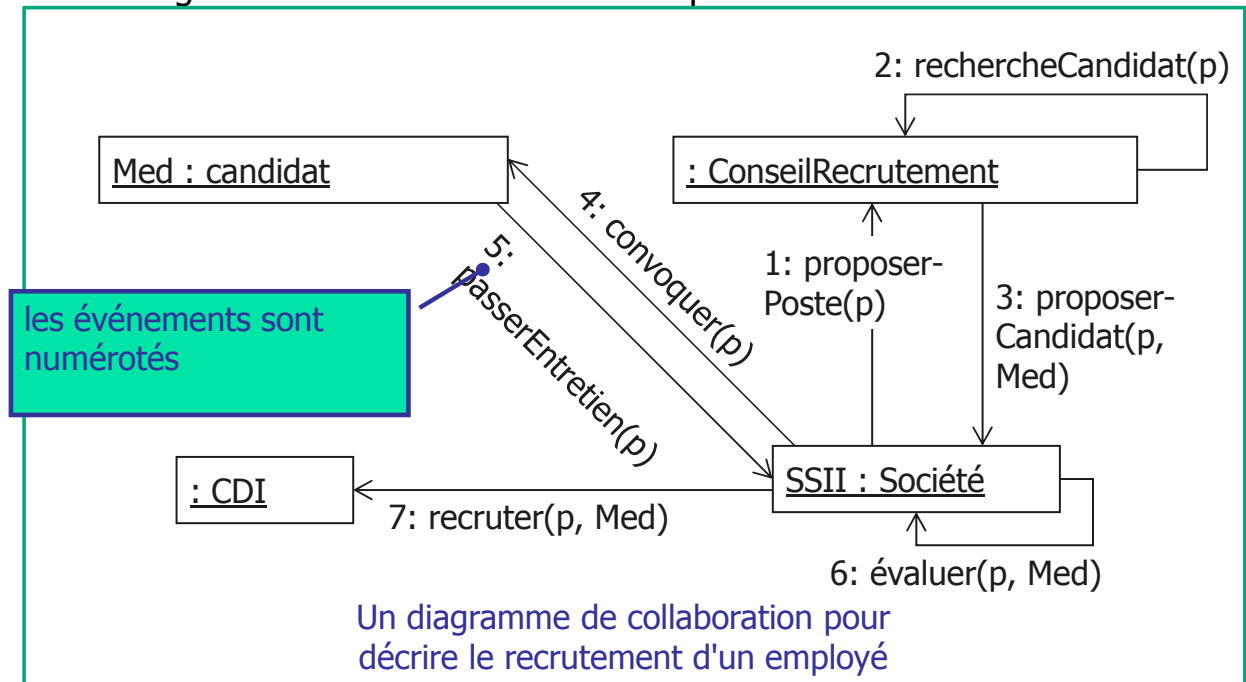 2: rechercheCandidat(p)
Med : candidat
: ConseilRecrutement
4: convoquer(p)
5:
passerEntretien(p)
1: proposer-
Poste(p)
3: proposer-
Candidat(p,
Med)
les événements sont
numérotés
: CDI
SSII : Société
7: recruter(p, Med)
6: évaluer(p, Med)
Un diagramme de collaboration pour
décrire le recrutement d'un employé